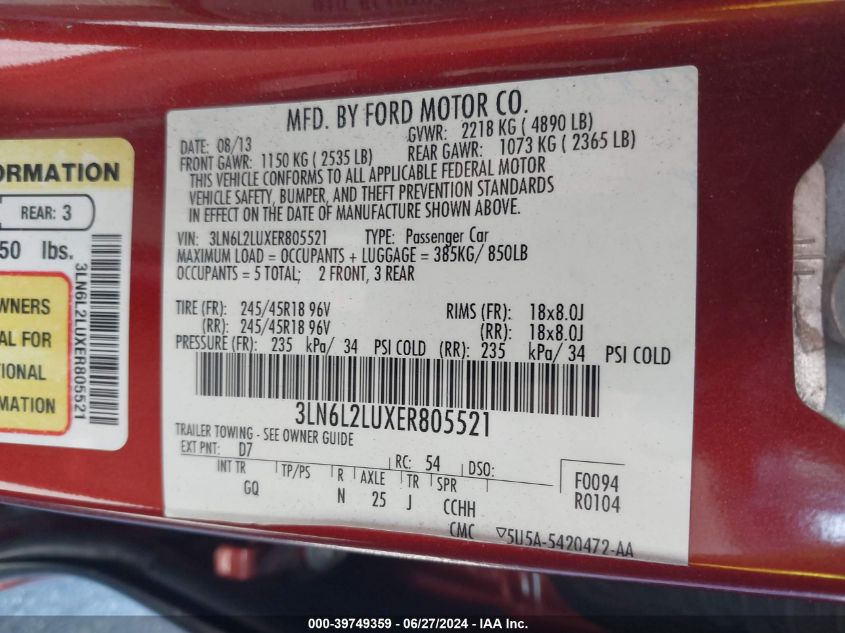 MFD. BY FORD MOTOR CO.
DATE: 08/13 GVWR: 2218 KG ( 4890 LB)
FRONT GAWR: 1150 KG ( 2535 LB) REAR GAWR: 1073 KG ( 2365 LB)
THIS VEHICLE CONFORMS TO ALL APPLICABLE FEDERAL MOTOR
VEHICLE SAFETY, BUMPER, AND THEFT PREVENTION STANDARDS
IN EFFECT ON THE DATE OF MANUFACTURE SHOWN ABOVE.
VIN: 3LN6L2LUXER805521 TYPE: Passenger Car
MAXIMUM LOAD = OCCUPANTS + LUGGAGE = 385KG/ 850LB
OCCUPANTS = 5 TOTAL; 2 FRONT, 3 REAR
TIRE (FR): 245/45R18 96V RIMS (FR): 18x8.0J
(RR): 245/45R18 96V (RR): 18x8.0J
PRESSURE (FR): 235 kPa/ 34 PSI COLD (RR): 235 kPa/ 34 PSI COLD
3LN6L2LUXER805521
TRAILER TOWING - SEE OWNER GUIDE
EXT PNT: D7 RC: 54 DSO:
INT TR TP/PS R AXLE TR SPR
GQ N 25 J CCHH
F0094
R0104
CMC ▽5U5A-5420472-AA
ORMATION
REAR: 3
50 lbs.
WNERS
AL FOR
TIONAL
RMATION
3LN6L2LUXER805521
000-39749359 - 06/27/2024 - IAA Inc.